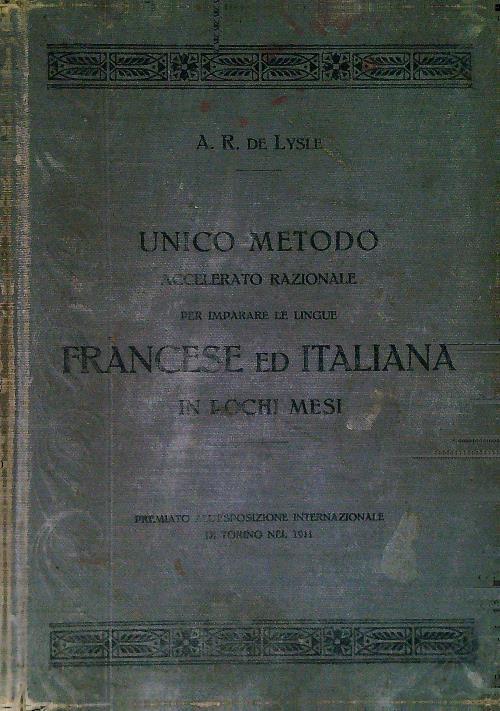 A. R. DE LYSLE
UNICO METODO
ACCELERATO RAZIONALE
PER IMPARARE LE LINGUE
FRANCESE ED ITALIANA
IN POCHI MESI
PREMIATO ALL'ESPOSIZIONE INTERNAZIONALE
DI TORINO NEL 1911